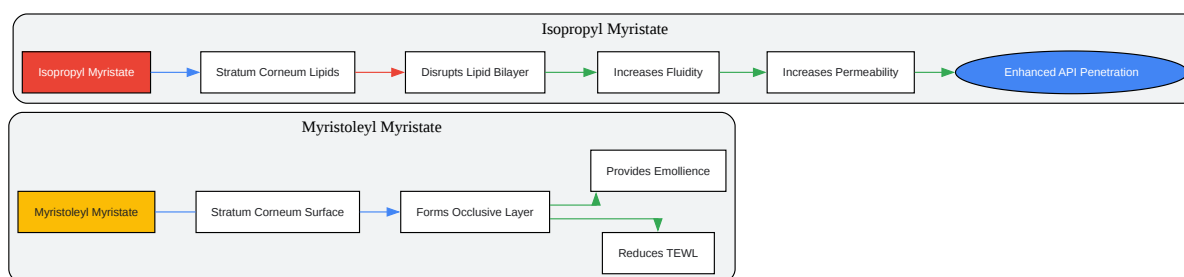 Isopropyl Myristate
Isopropyl Myristate
Stratum Corneum Lipids
Disrupts Lipid Bilayer
Increases Fluidity
Increases Permeability
Enhanced API Penetration
Myristoleyl Myristate
Myristoleyl Myristate
Stratum Corneum Surface
Forms Occlusive Layer
Provides Emollience
Reduces TEWL